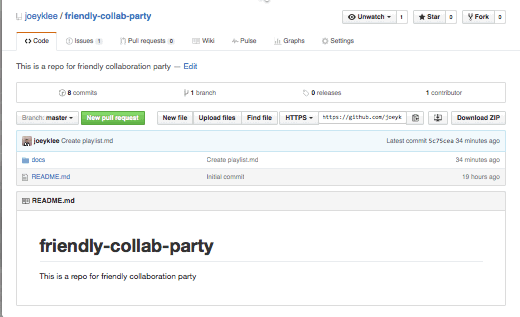 joeyklee / friendly-collab-party
Unwatch 1 Star 0 Fork 0
Code Issues 1 Pull requests 0 Wiki Pulse Graphs Settings
This is a repo for friendly collaboration party — Edit
8 commits 1 branch 0 releases 1 contributor
Branch: master New pull request New file Upload files Find file HTTPS https://github.com/joeyk Download ZIP
joeyklee Create playlist.md Latest commit 5c75cea 34 minutes ago
docs Create playlist.md 34 minutes ago
README.md Initial commit 19 hours ago
README.md
friendly-collab-party
This is a repo for friendly collaboration party